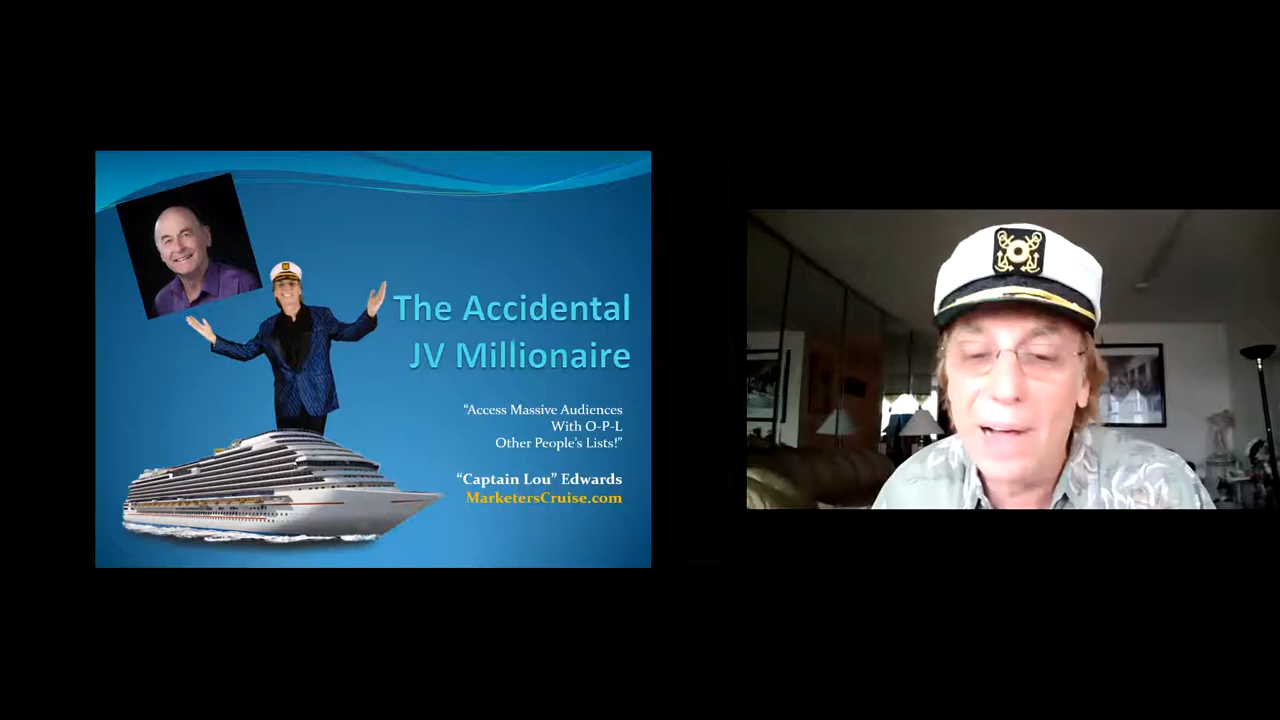 The Accidental
JV Millionaire
“Access Massive Audiences
With O-P-L
Other People’s Lists!”
“Captain Lou” Edwards
MarketersCruise.com